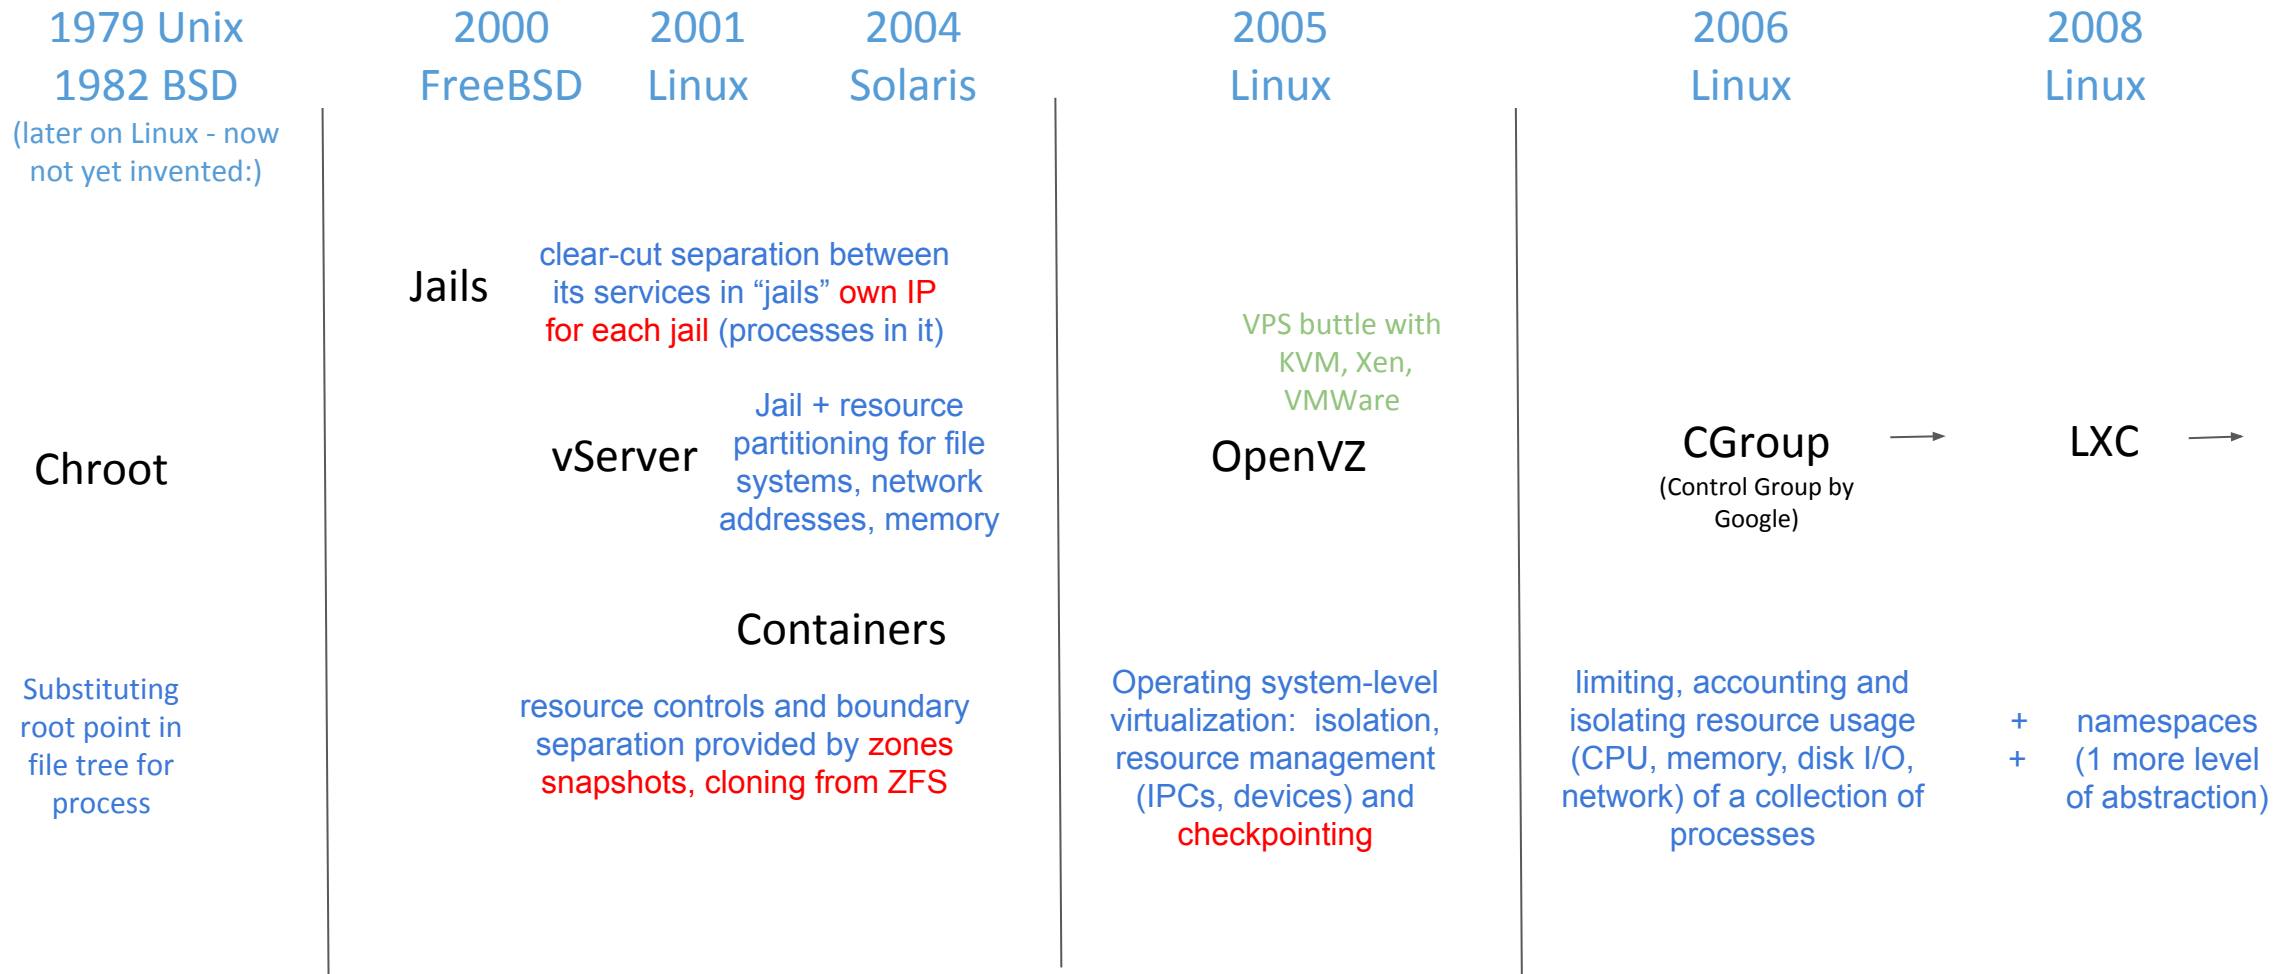 1979 Unix
1982 BSD
(later on Linux - now
not yet invented:)
Chroot
Substituting
root point in
file tree for
process
2000
FreeBSD
2001
Linux
2004
Solaris
Jails
clear-cut separation between
its services in “jails” own IP
for each jail (processes in it)
vServer
Jail + resource
partitioning for file
systems, network
addresses, memory
Containers
resource controls and boundary
separation provided by zones
snapshots, cloning from ZFS
2005
Linux
VPS buttle with
KVM, Xen,
VMWare
OpenVZ
Operating system-level
virtualization: isolation,
resource management
(IPCs, devices) and
checkpointing
2006
Linux
CGroup
(Control Group by
Google)
limiting, accounting and
isolating resource usage
(CPU, memory, disk I/O,
network) of a collection of
processes
2008
Linux
LXC
+ namespaces
+ (1 more level
of abstraction)